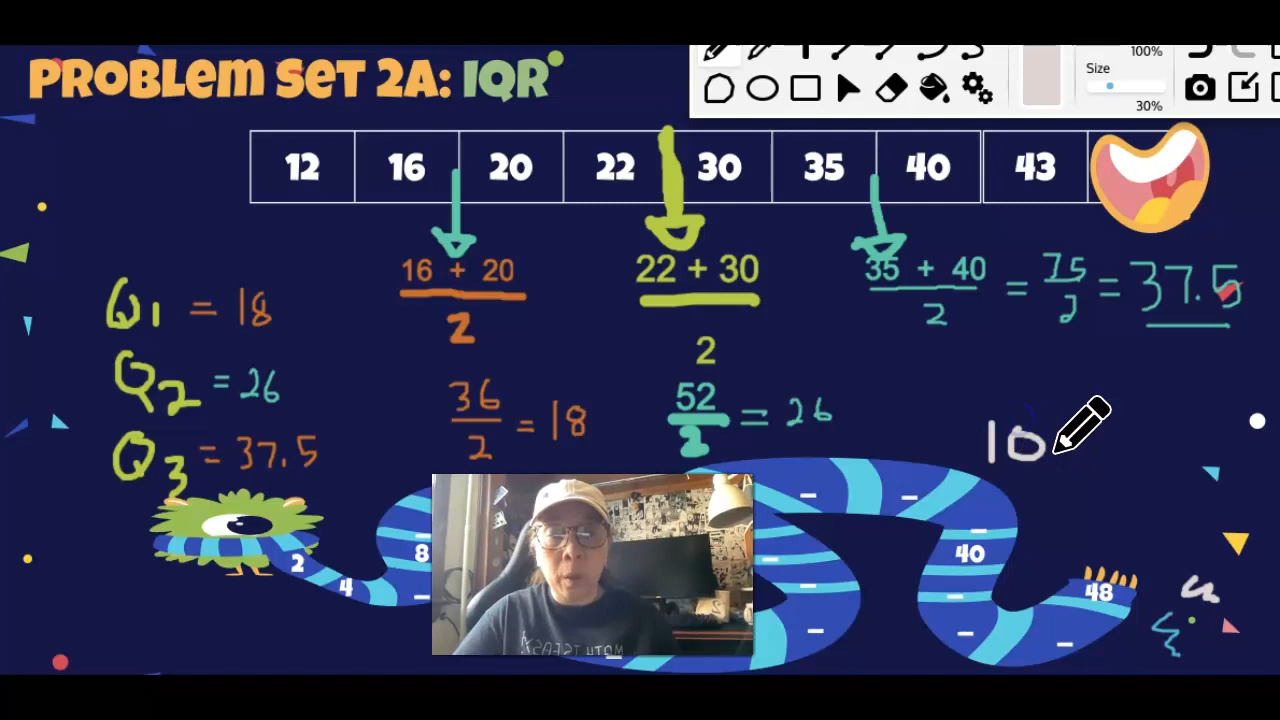 PROBLEM SET 2A: IQR
100%
Size
30%
12 16 20 22 30 35 40 43
16 + 20
2
22 + 30
2
35 + 40
2
= 75
2
= 37.5
Q1 = 18
Q2 = 26
Q3 = 37.5
36
2
= 18
52
2
= 26
10
2
4
8
40
48